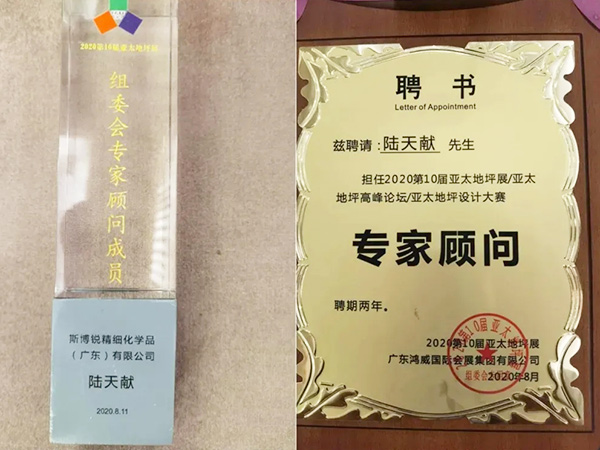 2020第10届亚太地坪展
组委会专家顾问成员
斯博锐精细化学品
（广东）有限公司
陆天献
2020.8.11
聘 书
Letter of Appointment
兹聘请：陆天献 先生
担任2020第10届亚太地坪展/亚太
地坪高峰论坛/亚太地坪设计大赛
专家顾问
聘期两年。
2020第10届亚太地坪展
广东鸿威国际会展集团有限公司
2020年8月